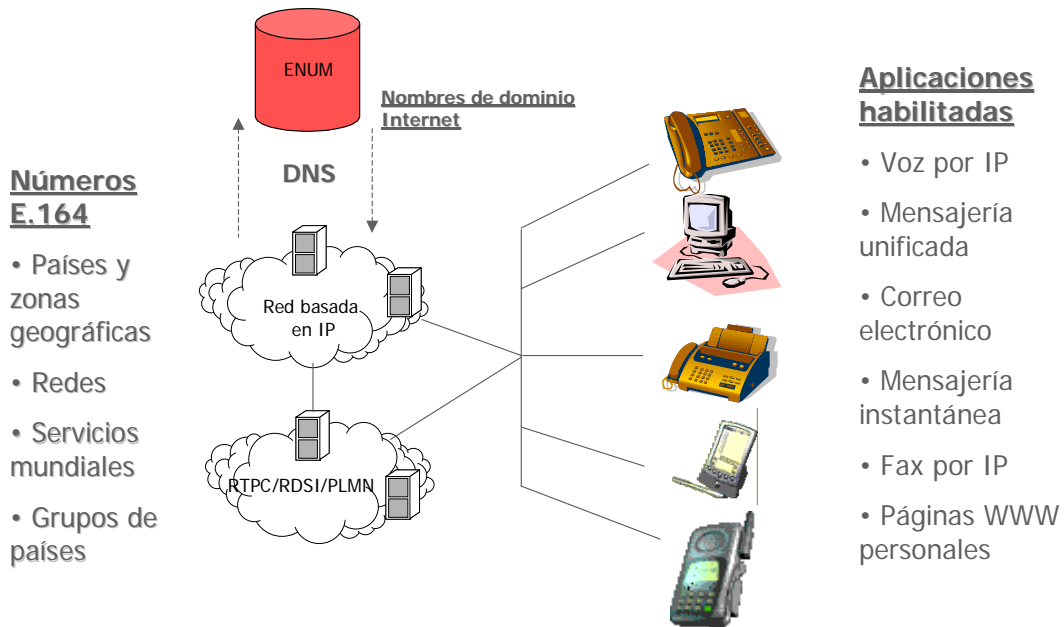 ENUM
Nombres de dominio
Internet
DNS
Números
E.164
• Países y
zonas
geográficas
• Redes
• Servicios
mundiales
• Grupos de
países
Red basada
en IP
RTPC/RDSI/PLMN
Aplicaciones
habilitadas
• Voz por IP
• Mensajería
unificada
• Correo
electrónico
• Mensajería
instantánea
• Fax por IP
• Páginas WWW
personales